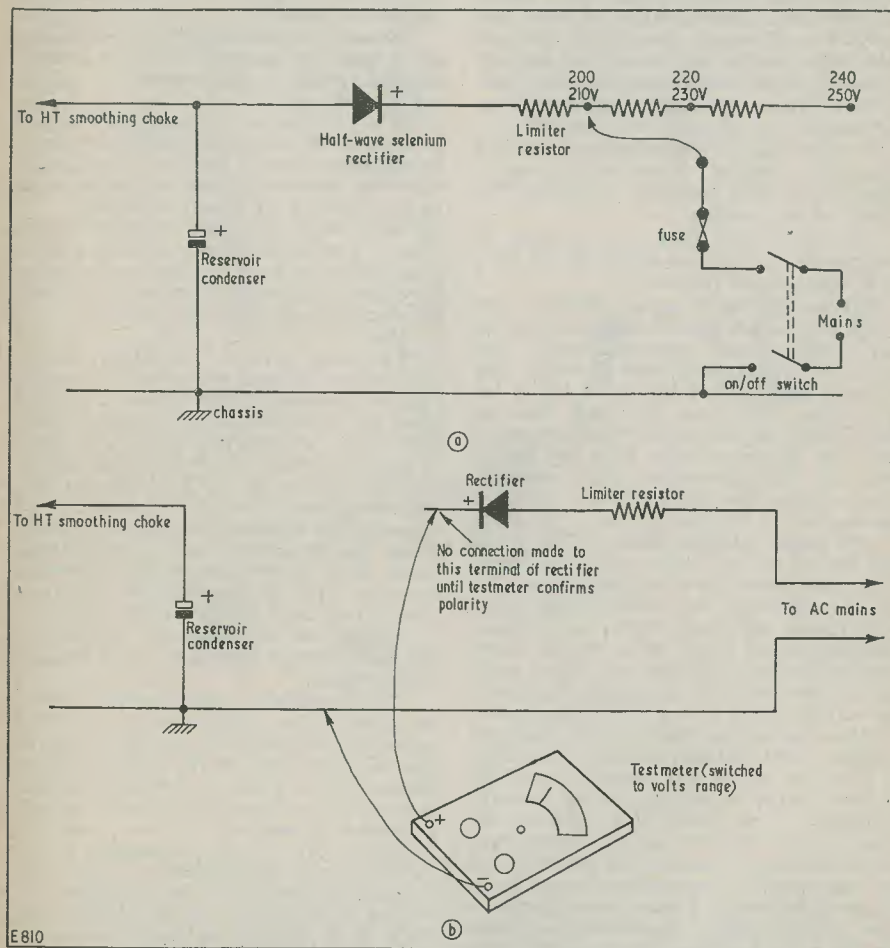 200
210V
220
230V
240
250V
+
To HT smoothing choke
Half-wave selenium
rectifier
Limiter
resistor
+
Reservoir
condenser
fuse
Mains
on/off switch
chassis
a
Rectifier
+
Limiter resistor
To HT smoothing choke
No connection made to
this terminal of rectifier
until testmeter confirms
polarity
+
Reservoir
condenser
To AC mains
Testmeter (switched
to volts range)
+
−
b
E810